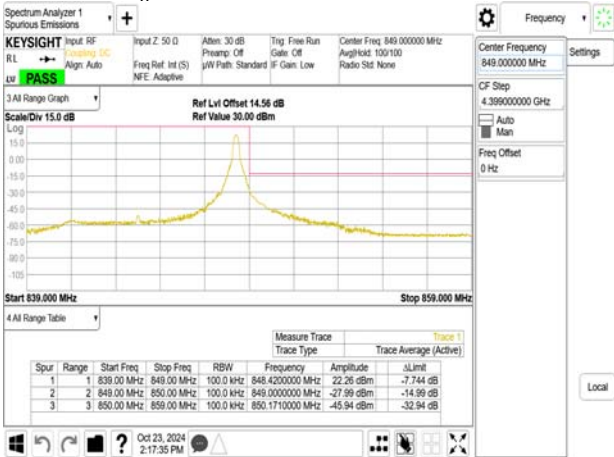 Spectrum Analyzer 1
Spurious Emissions
Frequency
Settings
KEYSIGHT
RL
PASS
Input: RF
Coupling: DC
Align: Auto
Input Z: 50 Ω
Freq Ref: Int (S)
NFE: Adaptive
Atten: 30 dB
Preamp: Off
µW Path: Standard
Trig: Free Run
Gate: Off
IF Gain: Low
Center Freq: 849.000000 MHz
Avg|Hold: 100/100
Radio Std: None
Center Frequency
849.000000 MHz
CF Step
4.399000000 GHz
Auto
Man
Freq Offset
0 Hz
Local
3 All Range Graph
Scale/Div 15.0 dB
Ref Lvl Offset 14.56 dB
Ref Value 30.00 dBm
Log
15.0
0.00
-15.0
-30.0
-45.0
-60.0
-75.0
-90.0
-105
Start 839.000 MHz
Stop 859.000 MHz
4 All Range Table
Measure Trace Trace 1
Trace Type Trace Average (Active)
Spur Range Start Freq Stop Freq RBW Frequency Amplitude ΔLimit
1 1 839.00 MHz 849.00 MHz 100.0 kHz 848.4200000 MHz 22.26 dBm -7.744 dB
2 2 849.00 MHz 850.00 MHz 100.0 kHz 849.0000000 MHz -27.99 dBm -14.99 dB
3 3 850.00 MHz 859.00 MHz 100.0 kHz 850.1710000 MHz -45.94 dBm -32.94 dB
Oct 23, 2024
2:17:35 PM